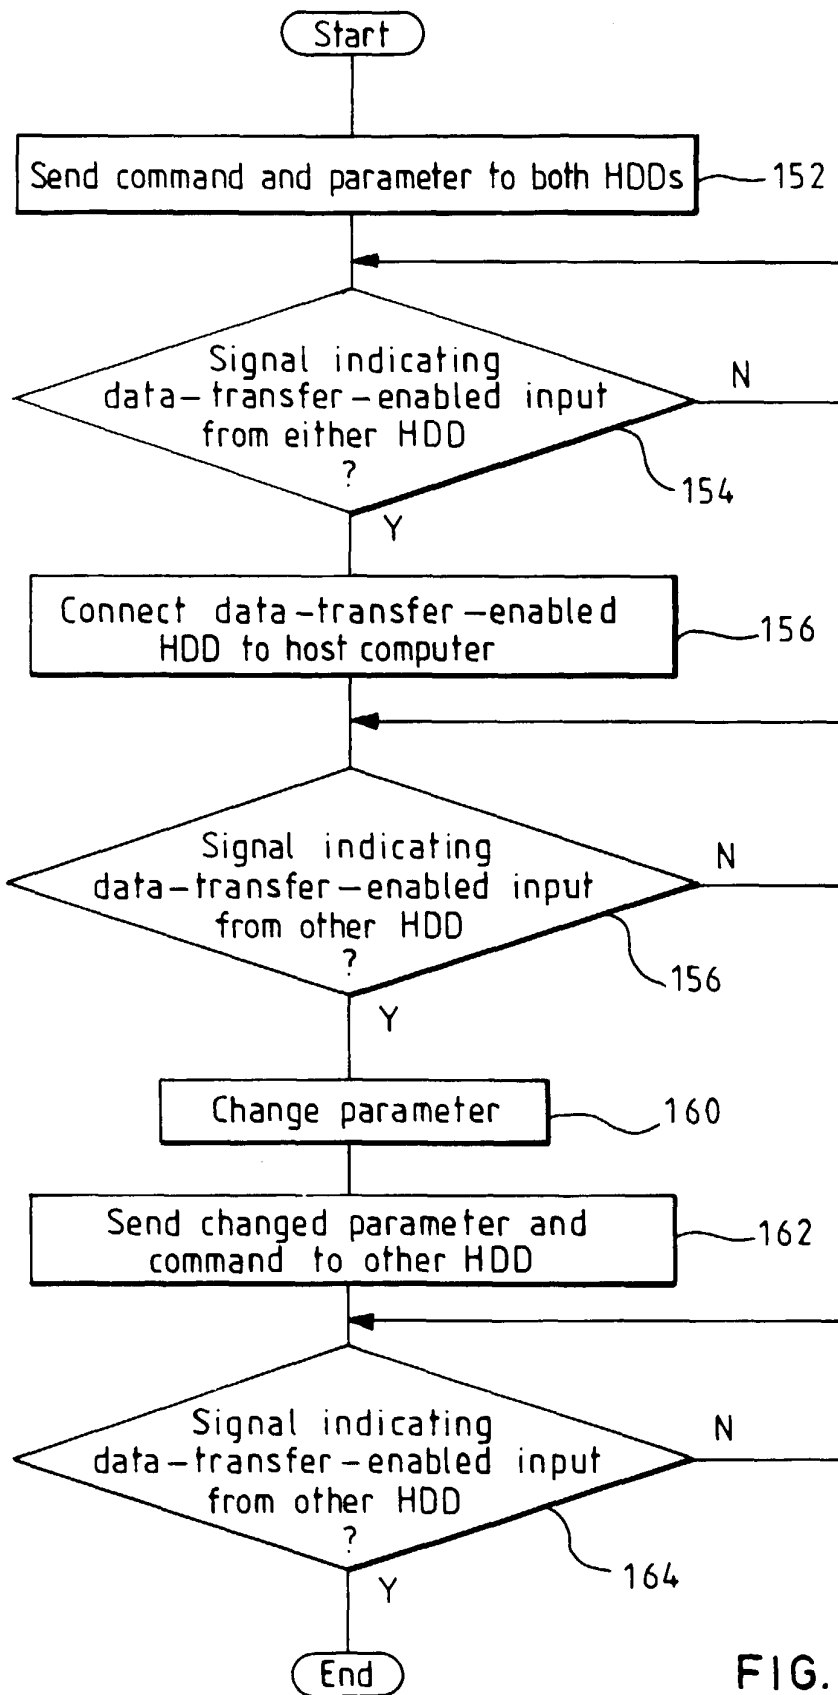 Start
Send command and parameter to both HDDs
152
Signal indicating
data-transfer-enabled input
from either HDD
?
N
154
Y
Connect data-transfer-enabled
HDD to host computer
156
Signal indicating
data-transfer-enabled input
from other HDD
?
N
156
Y
Change parameter
160
Send changed parameter and
command to other HDD
162
Signal indicating
data-transfer-enabled input
from other HDD
?
N
164
Y
End
FIG.